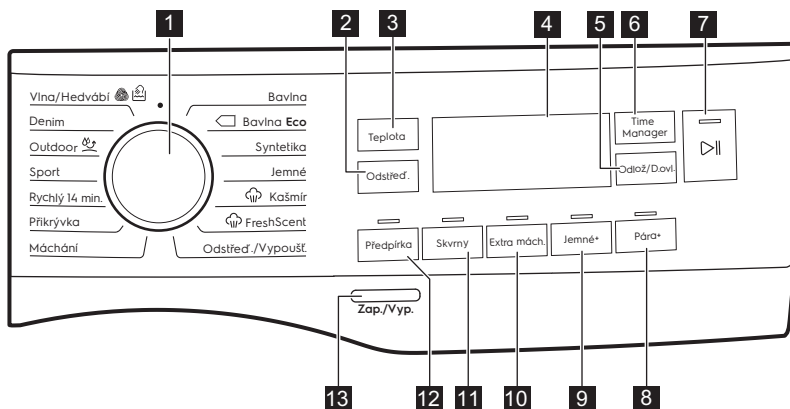 1
2
3
4
5
6
7
Vlna/Hedvábí
Denim
Outdoor
Sport
Rychlý 14 min.
Přikrývka
Máchání
Bavlna
Bavlna Eco
Syntetika
Jemné
Kašmír
FreshScent
Odstřeď./Vypoušť.
Teplota
Odstřeď.
Time
Manager
Odlož/D.ovl.
Předpírka
Skvrny
Extra mách.
Jemné+
Pára+
Zap./Vyp.
13
12
11
10
9
8